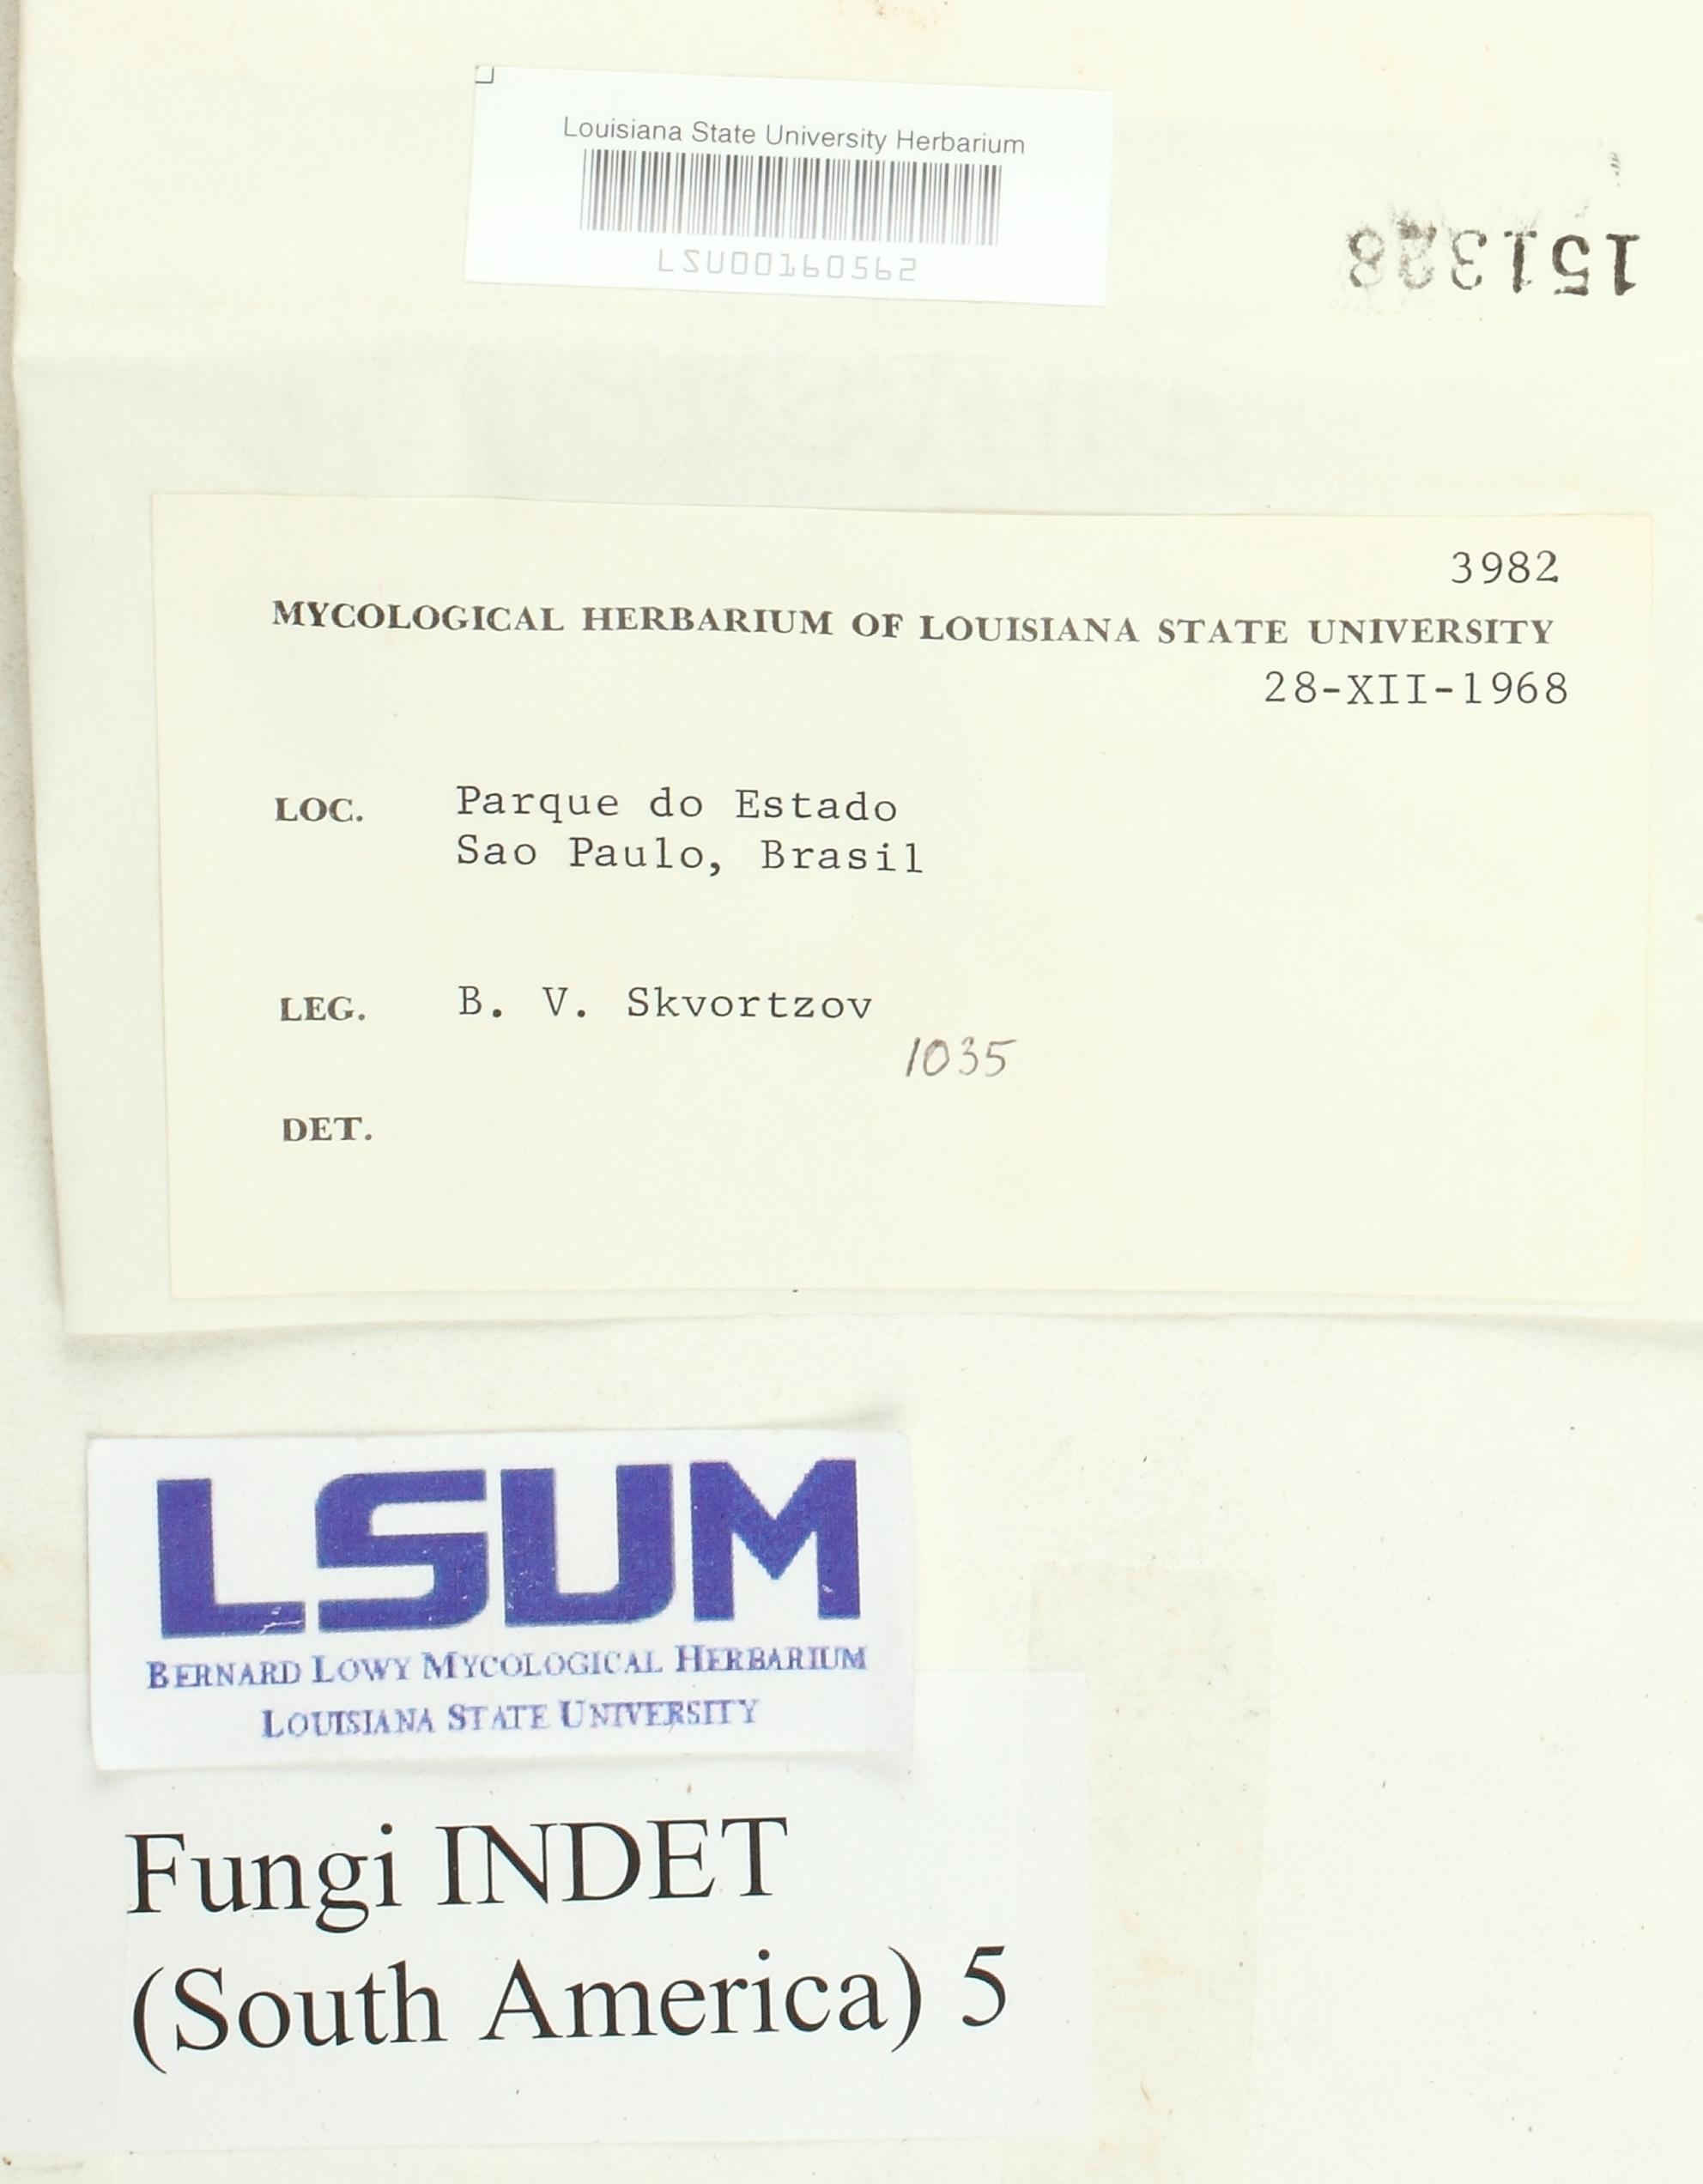 Louisiana State University Herbarium
LSU00160562
3982
MYCOLOGICAL HERBARIUM OF LOUISIANA STATE UNIVERSITY
28-XII-1968
LOC. Parque do Estado
Sao Paulo, Brasil
LEG. B. V. Skvortzov
1035
DET.
LSUM
BERNARD LOWY MYCOLOGICAL HERBARIUM
LOUISIANA STATE UNIVERSITY
Fungi INDET
(South America) 5